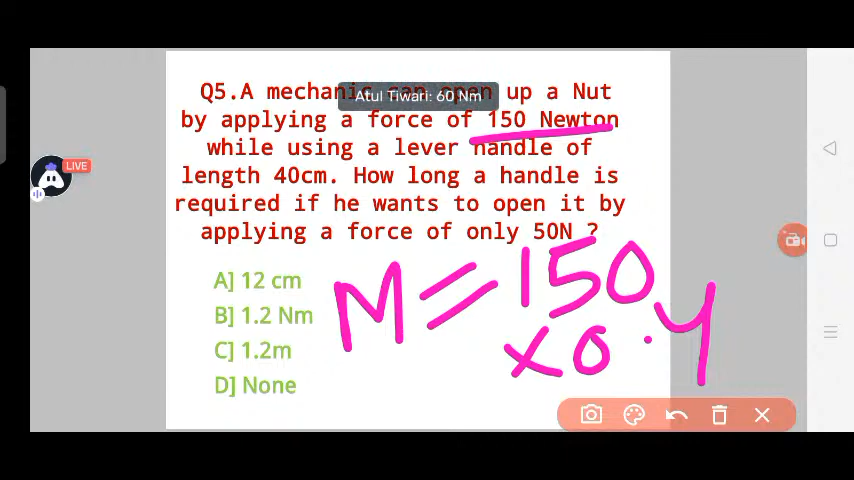 Q5.A mechanic can open up a Nut
Atul Tiwari: 60 Nm
by applying a force of 150 Newton
while using a lever handle of
LIVE
length 40cm. How long a handle is
required if he wants to open it by
applying a force of only 50N ?
A] 12 cm
B] 1.2 Nm
C] 1.2m
D] None
M = 150
x0.4